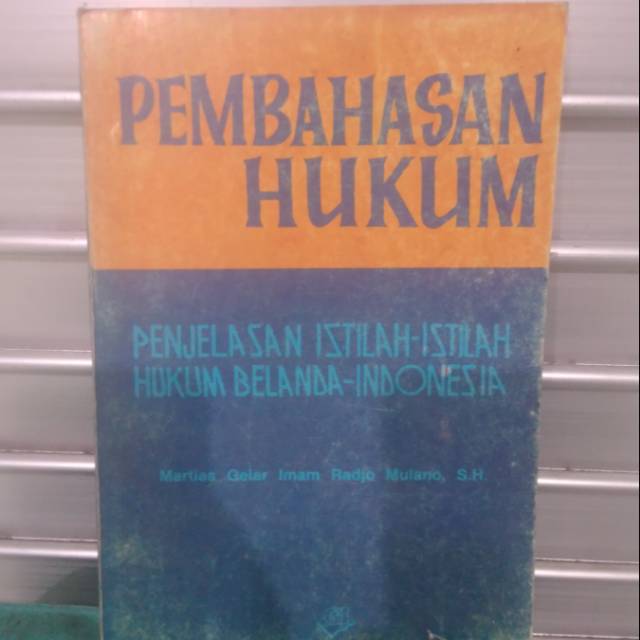 PEMBAHASAN
HUKUM
PENJELASAN ISTILAH-ISTILAH
HUKUM BELANDA-INDONESIA
Martias Gelar Imam Radjo Mulano, S.H.